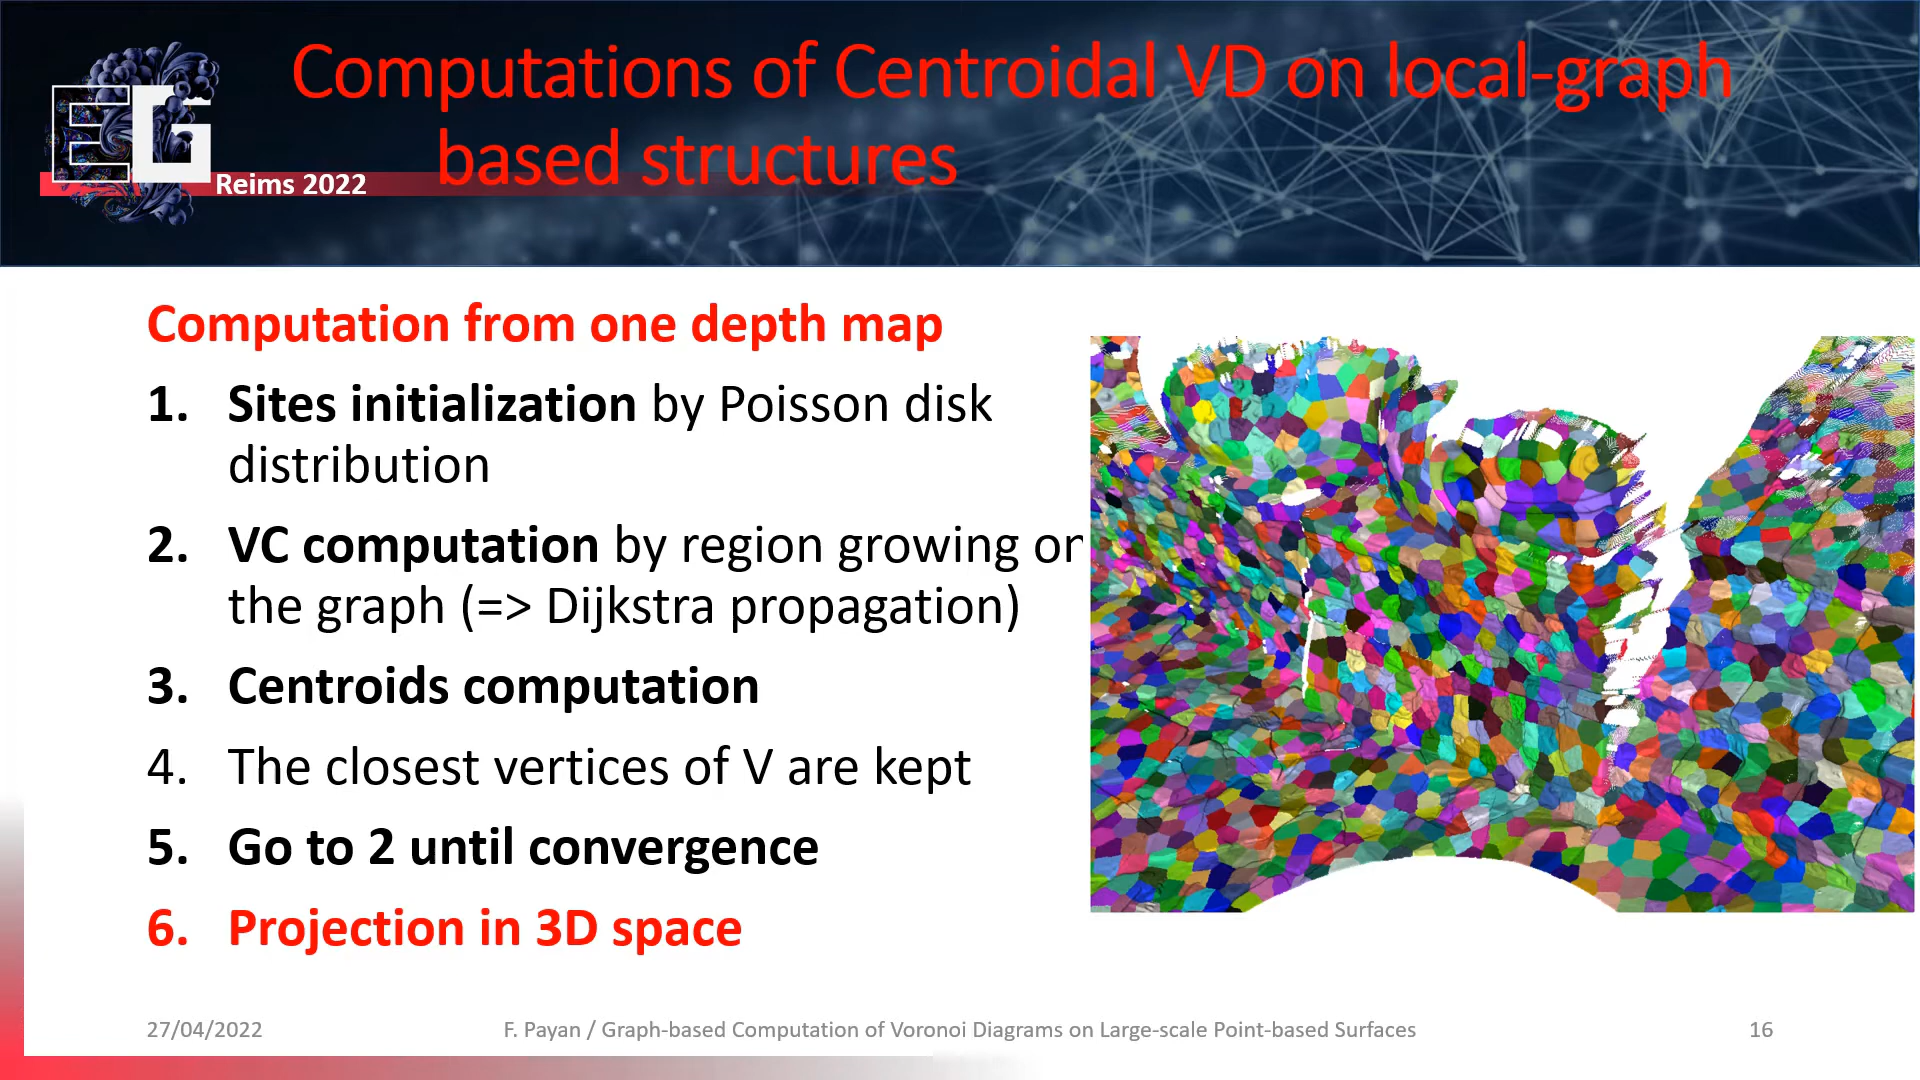 Computations of Centroidal VD on local-graph
based structures
EG
Reims 2022
Computation from one depth map
1. Sites initialization by Poisson disk
distribution
2. VC computation by region growing on
the graph (=> Dijkstra propagation)
3. Centroids computation
4. The closest vertices of V are kept
5. Go to 2 until convergence
6. Projection in 3D space
27/04/2022
F. Payan / Graph-based Computation of Voronoi Diagrams on Large-scale Point-based Surfaces
16